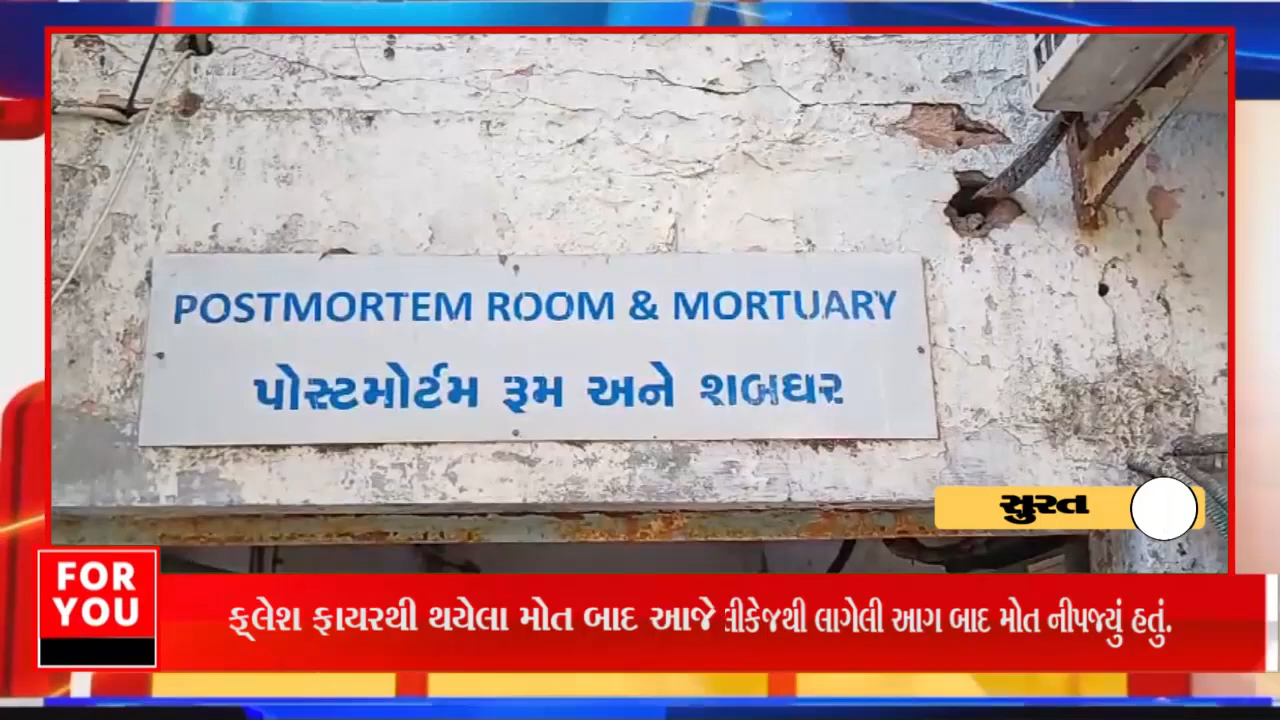 POSTMORTEM ROOM & MORTUARY
પોસ્ટમોર્ટમ રૂમ અને શબઘર
સુરત
FOR
YOU
ફ્લેશ ફાયરથી થયેલા મોત બાદ આજે લીકેજથી લાગેલી આગ બાદ મોત નીપજ્યું હતું.